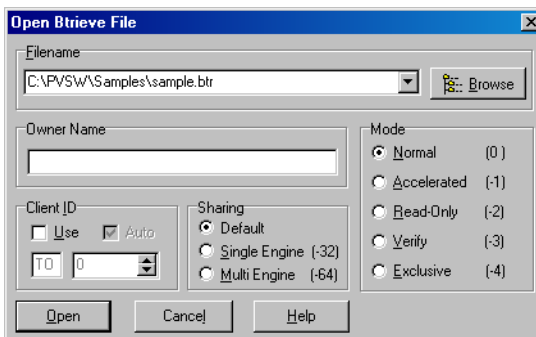 Open Btrieve File
Filename
C:\PVSW\Samples\sample.btr
Browse
Owner Name
Mode
Normal (0 )
Accelerated (-1)
Read-Only (-2)
Verify (-3)
Exclusive (-4)
Client ID
Use Auto
TO 0
Sharing
Default
Single Engine (-32)
Multi Engine (-64)
Open Cancel Help